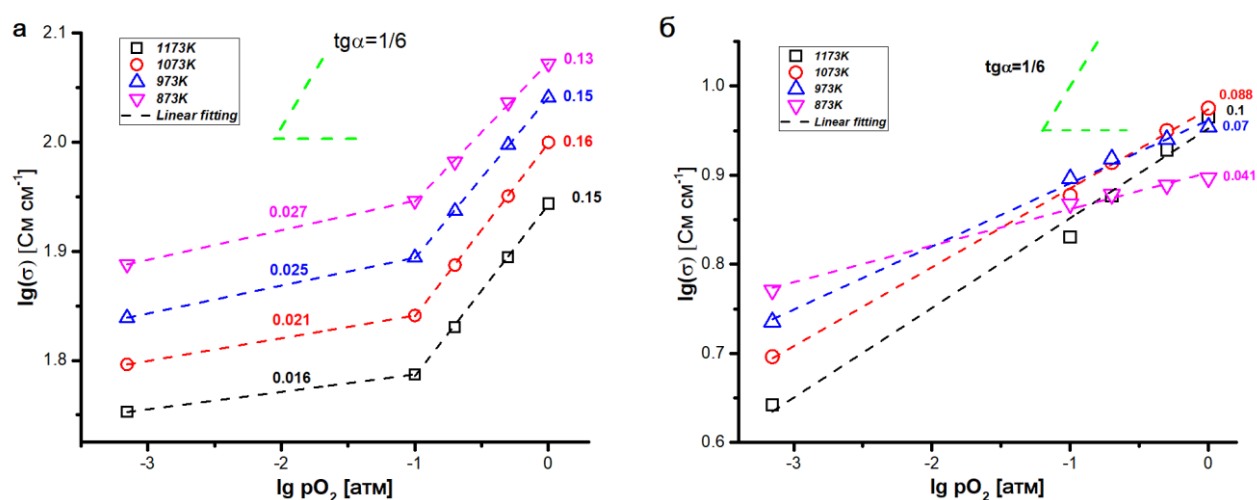 а
lg(σ) [См см⁻¹]
2.1
2.0
1.9
1.8
-3
-2
-1
0
lg pO₂ [атм]
1173K
1073K
973K
873K
Linear fitting
tgα=1/6
0.13
0.15
0.16
0.15
0.027
0.025
0.021
0.016
б
lg(σ) [См см⁻¹]
1.0
0.9
0.8
0.7
0.6
-3
-2
-1
0
lg pO₂ [атм]
1173K
1073K
973K
873K
Linear fitting
tgα=1/6
0.088
0.1
0.07
0.041